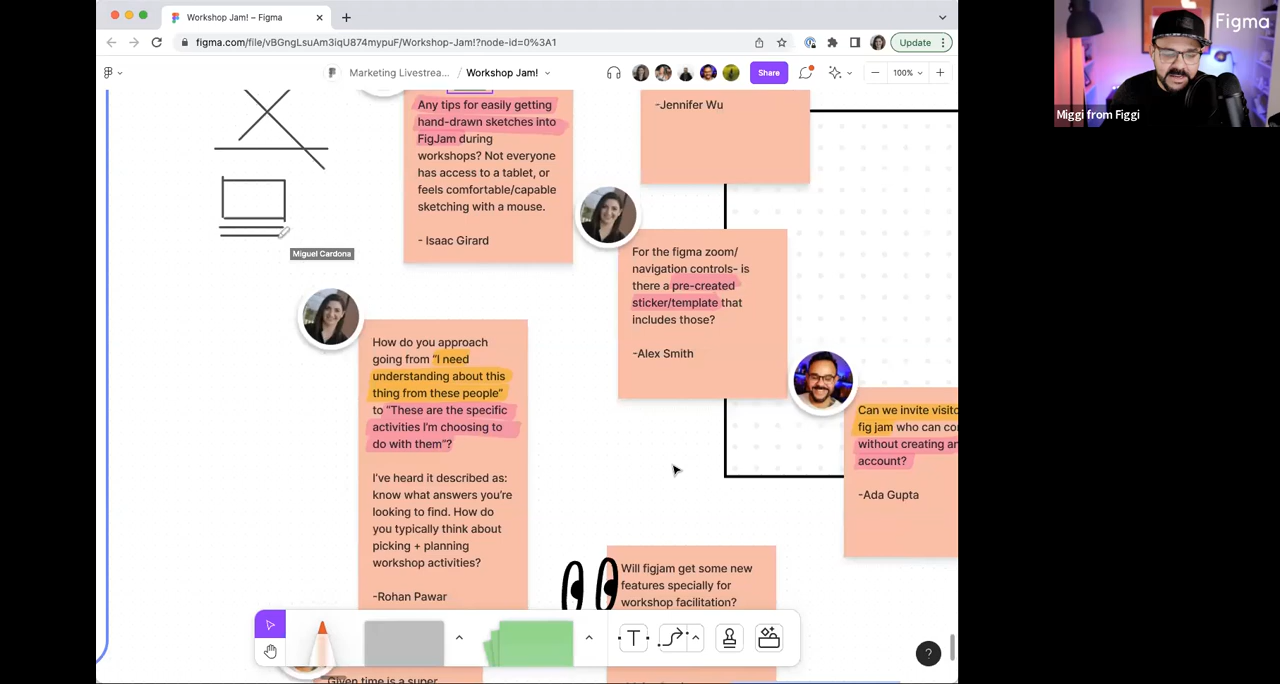 Workshop Jam! – Figma
figma.com/file/vBGngLsuAm3iqU874mypuF/Workshop-Jam!?node-id=0%3A1
Update
Marketing Livestrea... / Workshop Jam!
Share
100%
Figma
Miggi from Figgi
Any tips for easily getting
hand-drawn sketches into
FigJam during
workshops? Not everyone
has access to a tablet, or
feels comfortable/capable
sketching with a mouse.
- Isaac Girard
-Jennifer Wu
Miguel Cardona
For the figma zoom/
navigation controls- is
there a pre-created
sticker/template that
includes those?
-Alex Smith
How do you approach
going from “I need
understanding about this
thing from these people”
to “These are the specific
activities I’m choosing to
do with them”?
I’ve heard it described as:
know what answers you’re
looking to find. How do
you typically think about
picking + planning
workshop activities?
-Rohan Pawar
Can we invite
fig jam who can
without creating
account?
-Ada Gupta
Will figjam get some new
features specially for
workshop facilitation?
T
?
Given time is a super